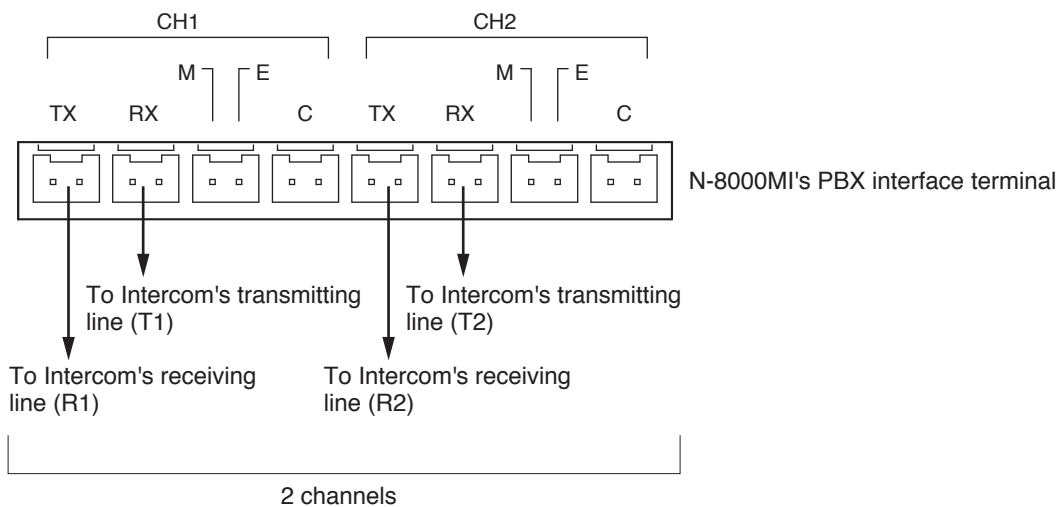 CH1 CH2
M E M E
TX RX C TX RX C
N-8000MI's PBX interface terminal
To Intercom's transmitting
line (T1)
To Intercom's transmitting
line (T2)
To Intercom's receiving
line (R1)
To Intercom's receiving
line (R2)
2 channels